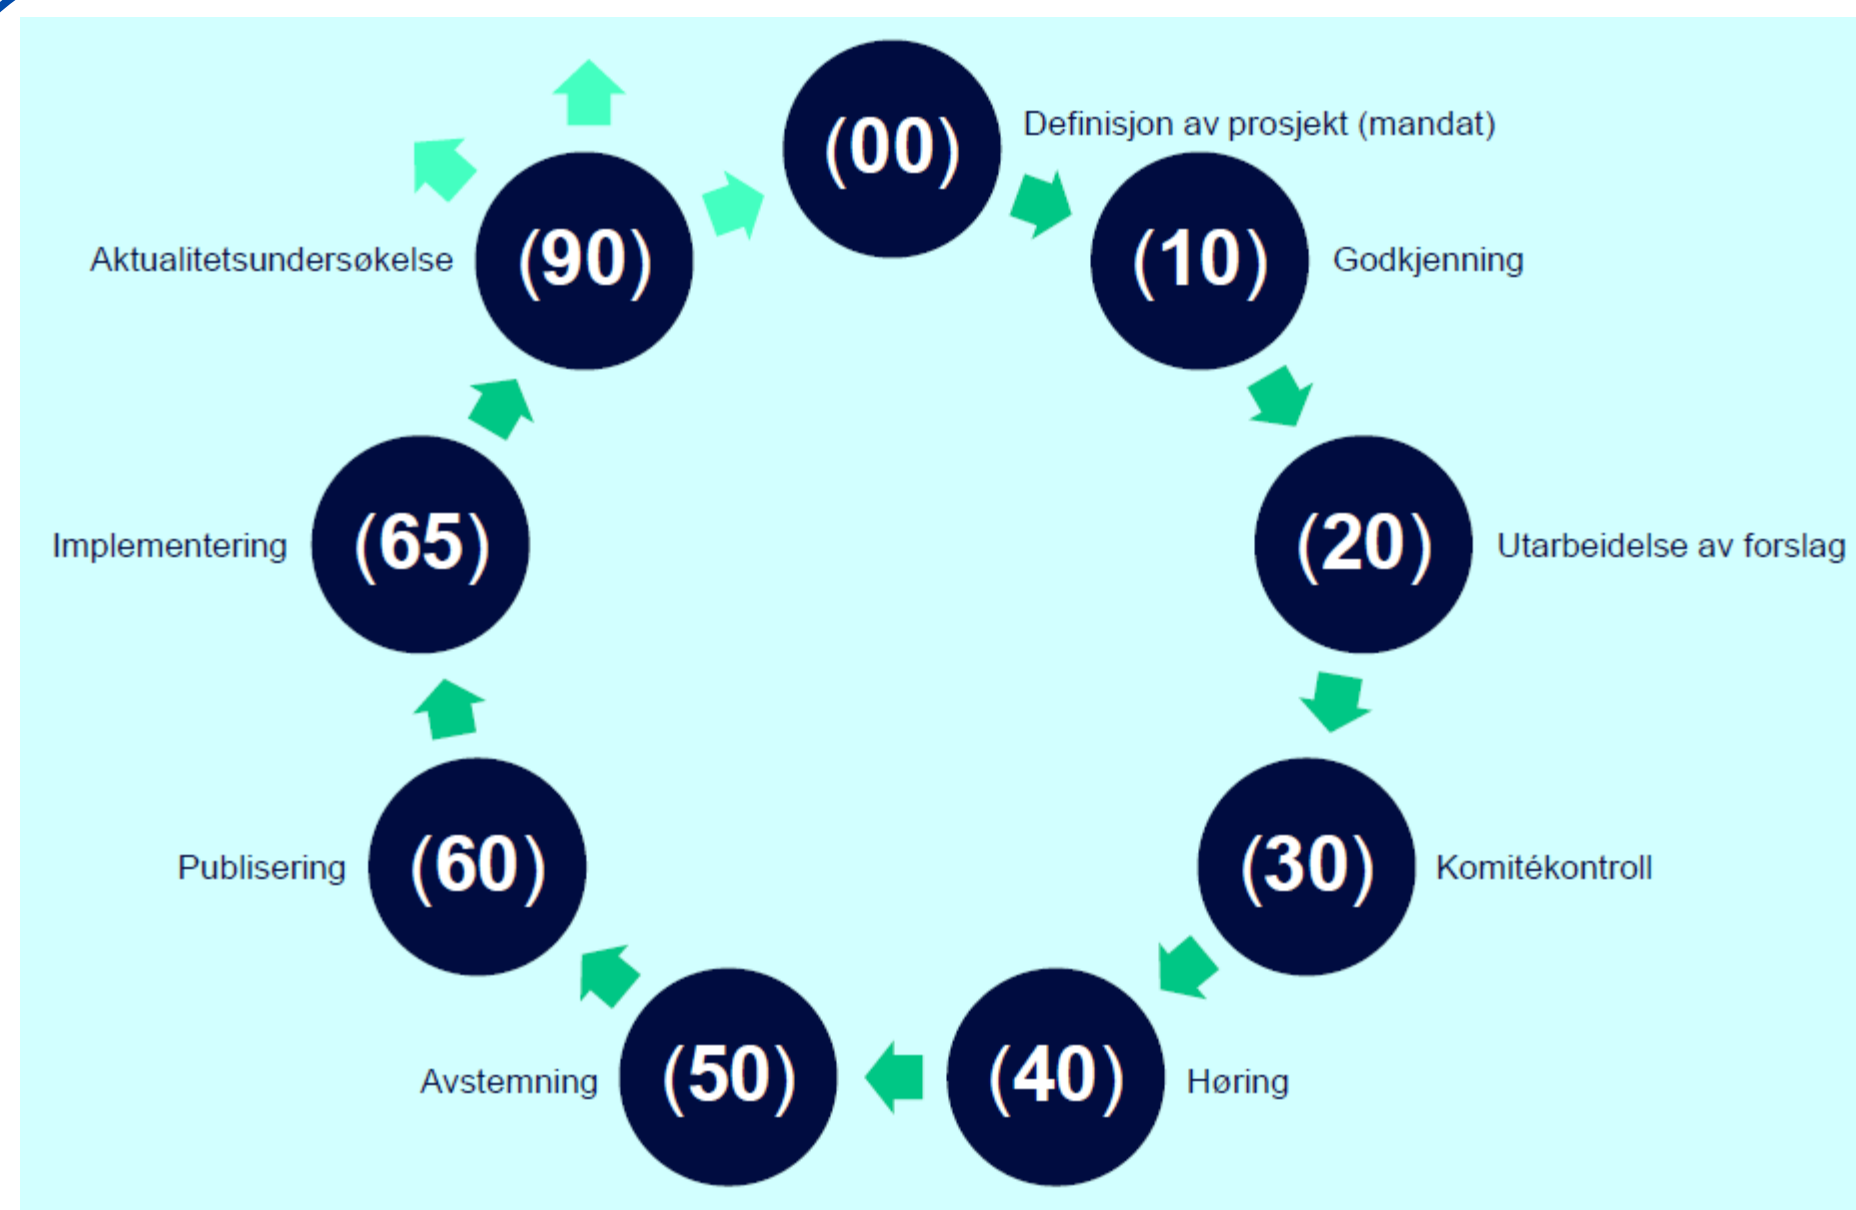 (00)
Definisjon av prosjekt (mandat)
(10)
Godkjenning
(20)
Utarbeidelse av forslag
(30)
Komitékontroll
(40)
Høring
(50)
Avstemning
(60)
Publisering
(65)
Implementering
(90)
Aktualitetsundersøkelse